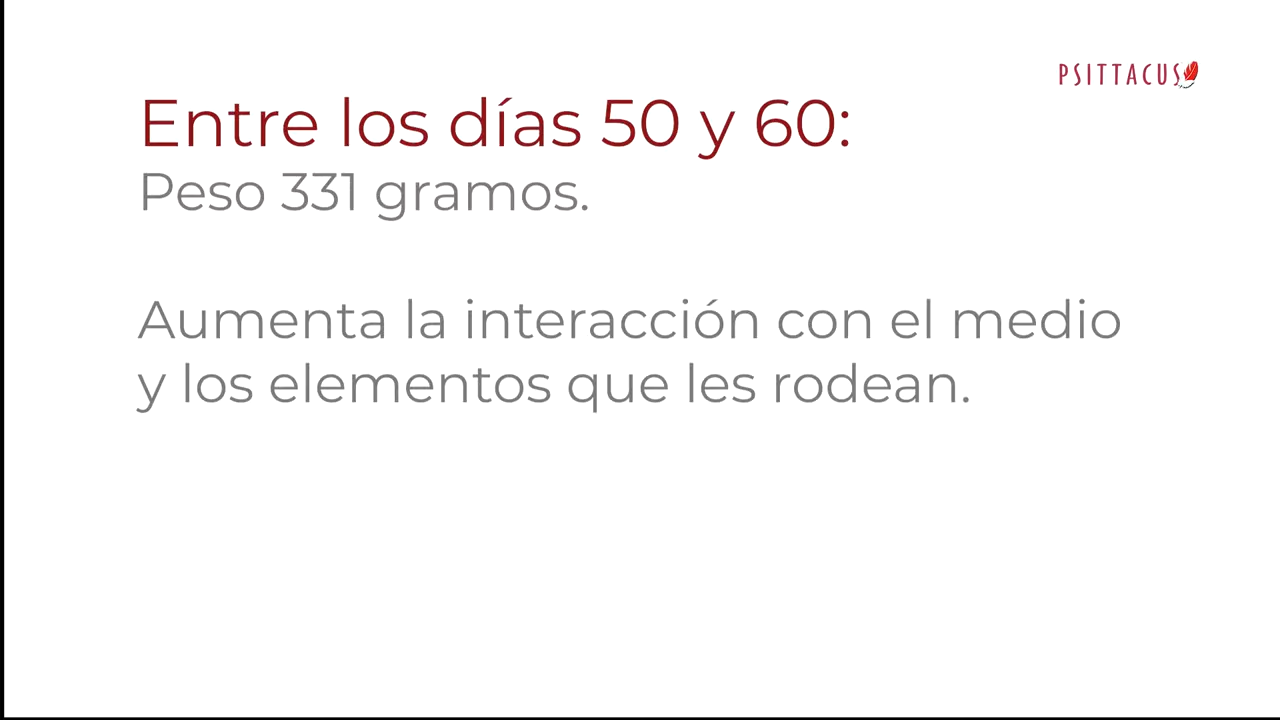 PSITTACUS
Entre los días 50 y 60:
Peso 331 gramos.
Aumenta la interacción con el medio
y los elementos que les rodean.